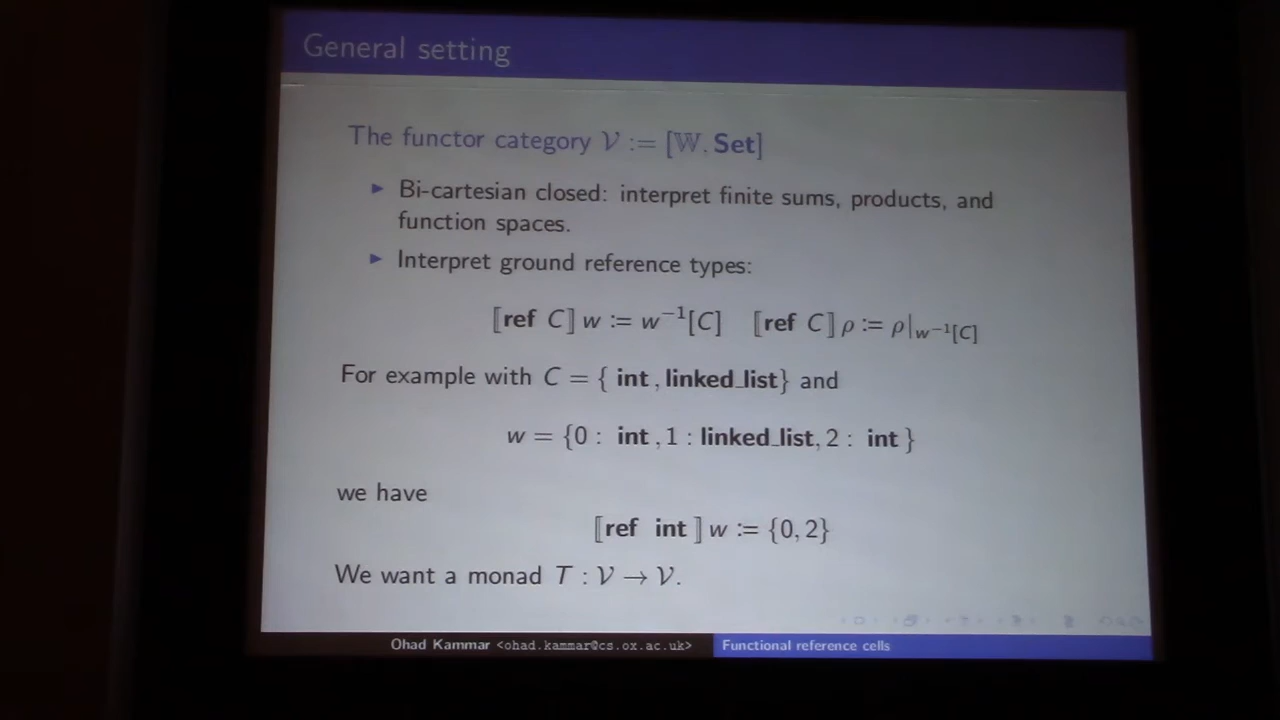 General setting
The functor category 𝒱 := [𝕎, Set]
▶ Bi-cartesian closed: interpret finite sums, products, and
function spaces.
▶ Interpret ground reference types:
⟦ref C⟧ w := w⁻¹[C]   ⟦ref C⟧ ρ := ρ|w⁻¹[C]
For example with C = { int , linked_list} and
w = {0 : int , 1 : linked_list, 2 : int }
we have
⟦ref int ⟧ w := {0, 2}
We want a monad T : 𝒱 → 𝒱.
Ohad Kammar <ohad.kammar@cs.ox.ac.uk> Functional reference cells